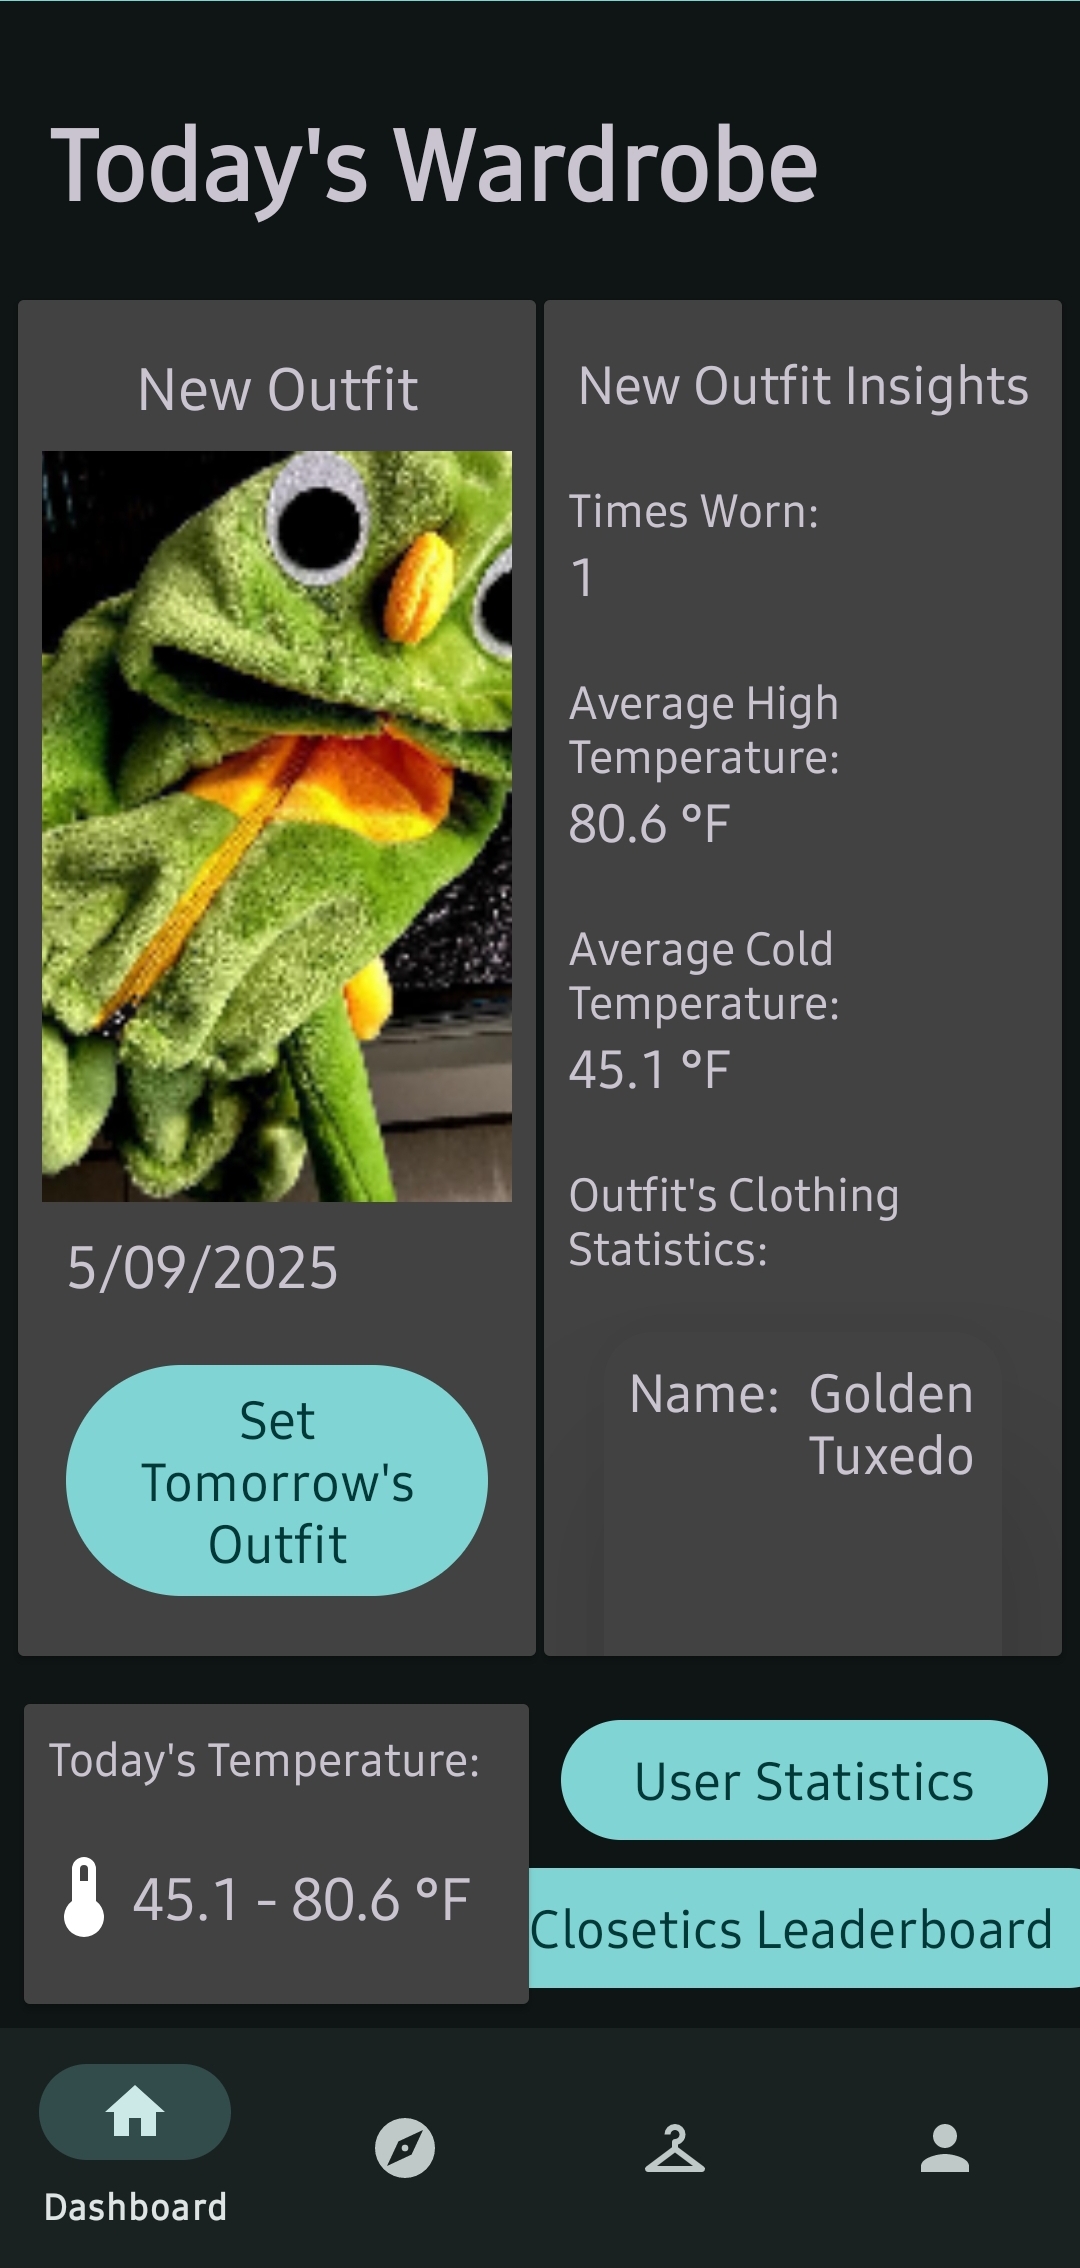 Today's Wardrobe
New Outfit
5/09/2025
Set
Tomorrow's
Outfit
New Outfit Insights
Times Worn:
1
Average High
Temperature:
80.6 °F
Average Cold
Temperature:
45.1 °F
Outfit's Clothing
Statistics:
Name: Golden
Tuxedo
Today's Temperature:
45.1 - 80.6 °F
User Statistics
Closetics Leaderboard
Dashboard